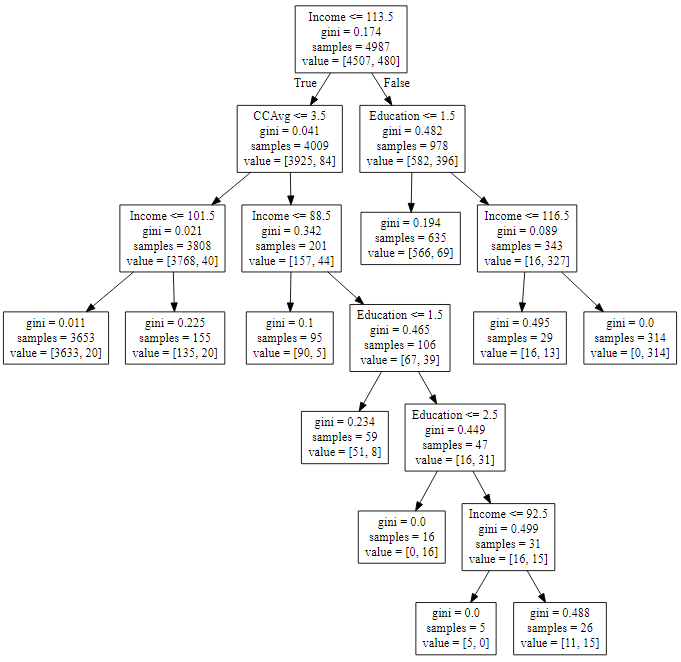 Income <= 113.5
gini = 0.174
samples = 4987
value = [4507, 480]
True
False
CCAvg <= 3.5
gini = 0.041
samples = 4009
value = [3925, 84]
Education <= 1.5
gini = 0.482
samples = 978
value = [582, 396]
Income <= 101.5
gini = 0.021
samples = 3808
value = [3768, 40]
Income <= 88.5
gini = 0.342
samples = 201
value = [157, 44]
gini = 0.194
samples = 635
value = [566, 69]
Income <= 116.5
gini = 0.089
samples = 343
value = [16, 327]
gini = 0.011
samples = 3653
value = [3633, 20]
gini = 0.225
samples = 155
value = [135, 20]
gini = 0.1
samples = 95
value = [90, 5]
Education <= 1.5
gini = 0.465
samples = 106
value = [67, 39]
gini = 0.495
samples = 29
value = [16, 13]
gini = 0.0
samples = 314
value = [0, 314]
gini = 0.234
samples = 59
value = [51, 8]
Education <= 2.5
gini = 0.449
samples = 47
value = [16, 31]
gini = 0.0
samples = 16
value = [0, 16]
Income <= 92.5
gini = 0.499
samples = 31
value = [16, 15]
gini = 0.0
samples = 5
value = [5, 0]
gini = 0.488
samples = 26
value = [11, 15]